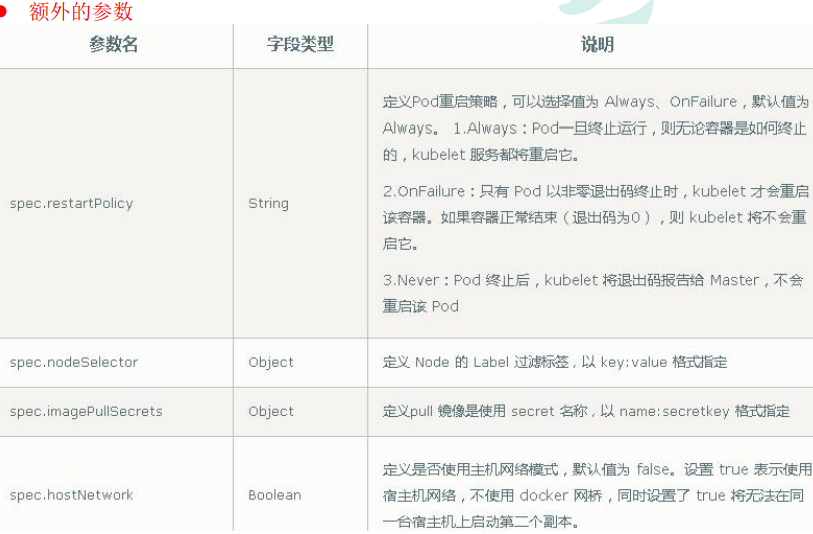 额外的参数
参数名 字段类型 说明
spec.restartPolicy String 定义Pod重启策略，可以选择值为 Always、OnFailure，默认值为
Always。 1.Always：Pod一旦终止运行，则无论容器是如何终止
的，kubelet 服务都将重启它。
2.OnFailure：只有 Pod 以非零退出码终止时，kubelet 才会重启
该容器。如果容器正常结束（退出码为0），则 kubelet 将不会重
启它。
3.Never：Pod 终止后，kubelet 将退出码报告给 Master，不会
重启该 Pod
spec.nodeSelector Object 定义 Node 的 Label 过滤标签，以 key:value 格式指定
spec.imagePullSecrets Object 定义pull 镜像是使用 secret 名称，以 name:secretkey 格式指定
spec.hostNetwork Boolean 定义是否使用主机网络模式，默认值为 false。设置 true 表示使用
宿主机网络，不使用 docker 网桥，同时设置了 true 将无法在同
一台宿主机上启动第二个副本。